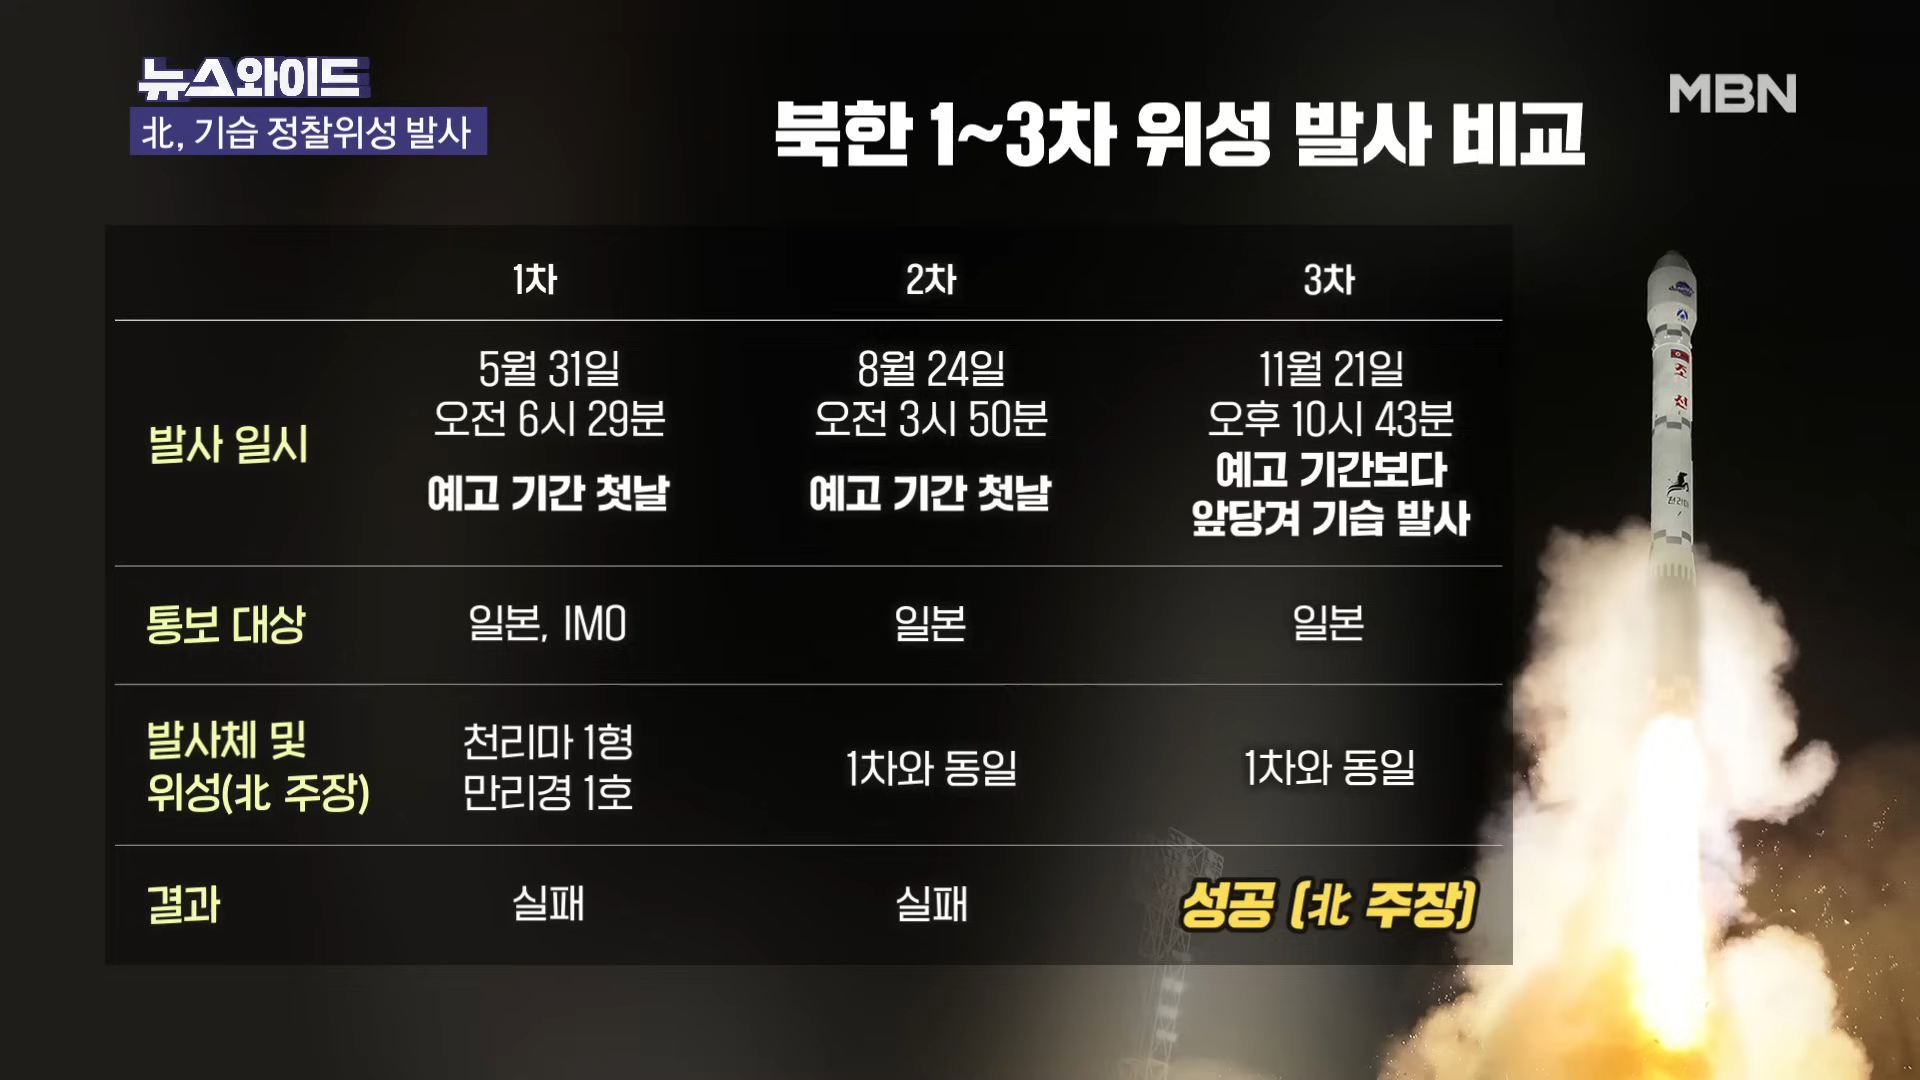 뉴스와이드
北, 기습 정찰위성 발사
북한 1~3차 위성 발사 비교
MBN
1차
2차
3차
발사 일시
5월 31일
오전 6시 29분
예고 기간 첫날
8월 24일
오전 3시 50분
예고 기간 첫날
11월 21일
오후 10시 43분
예고 기간보다
앞당겨 기습 발사
통보 대상
일본, IMO
일본
일본
발사체 및
위성(北 주장)
천리마 1형
만리경 1호
1차와 동일
1차와 동일
결과
실패
실패
성공 (北 주장)
조
선
천리마
1